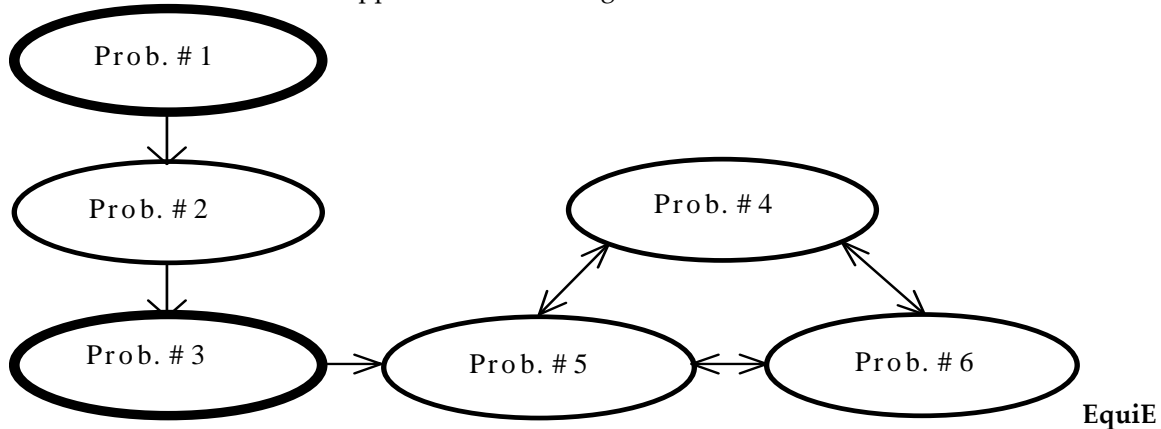 Prob. # 1
Prob. # 2
Prob. # 4
Prob. # 3
Prob. # 5
Prob. # 6
EquiE